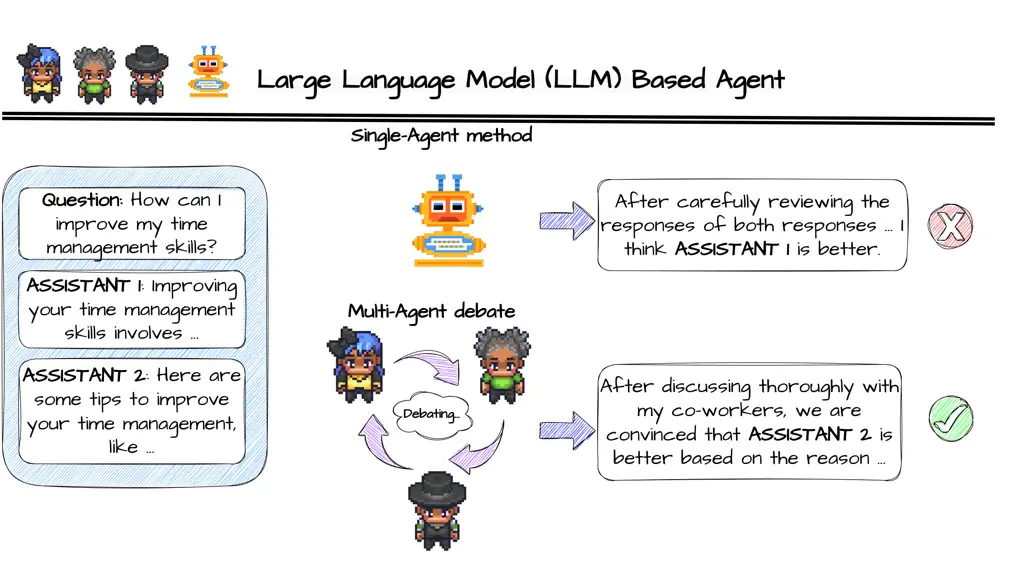 Large Language Model (LLM) Based Agent
Single-Agent method
Question: How can I
improve my time
management skills?
ASSISTANT 1: Improving
your time management
skills involves ...
ASSISTANT 2: Here are
some tips to improve
your time management,
like ...
After carefully reviewing the
responses of both responses ... I
think ASSISTANT 1 is better.
X
Multi-Agent debate
Debating...
After discussing thoroughly with
my co-workers, we are
convinced that ASSISTANT 2 is
better based on the reason ...